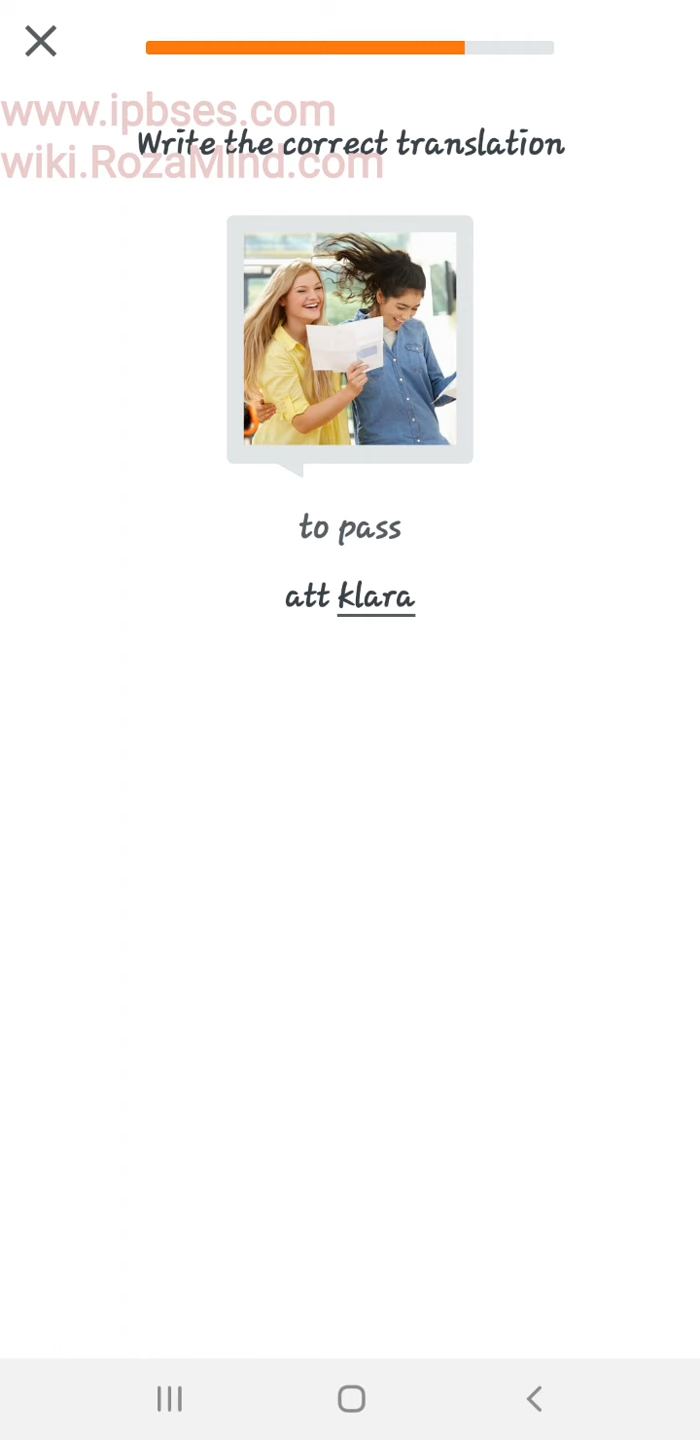 www.ipbses.com
Write the correct translation
wiki.RozaMind.com
to pass
att klara